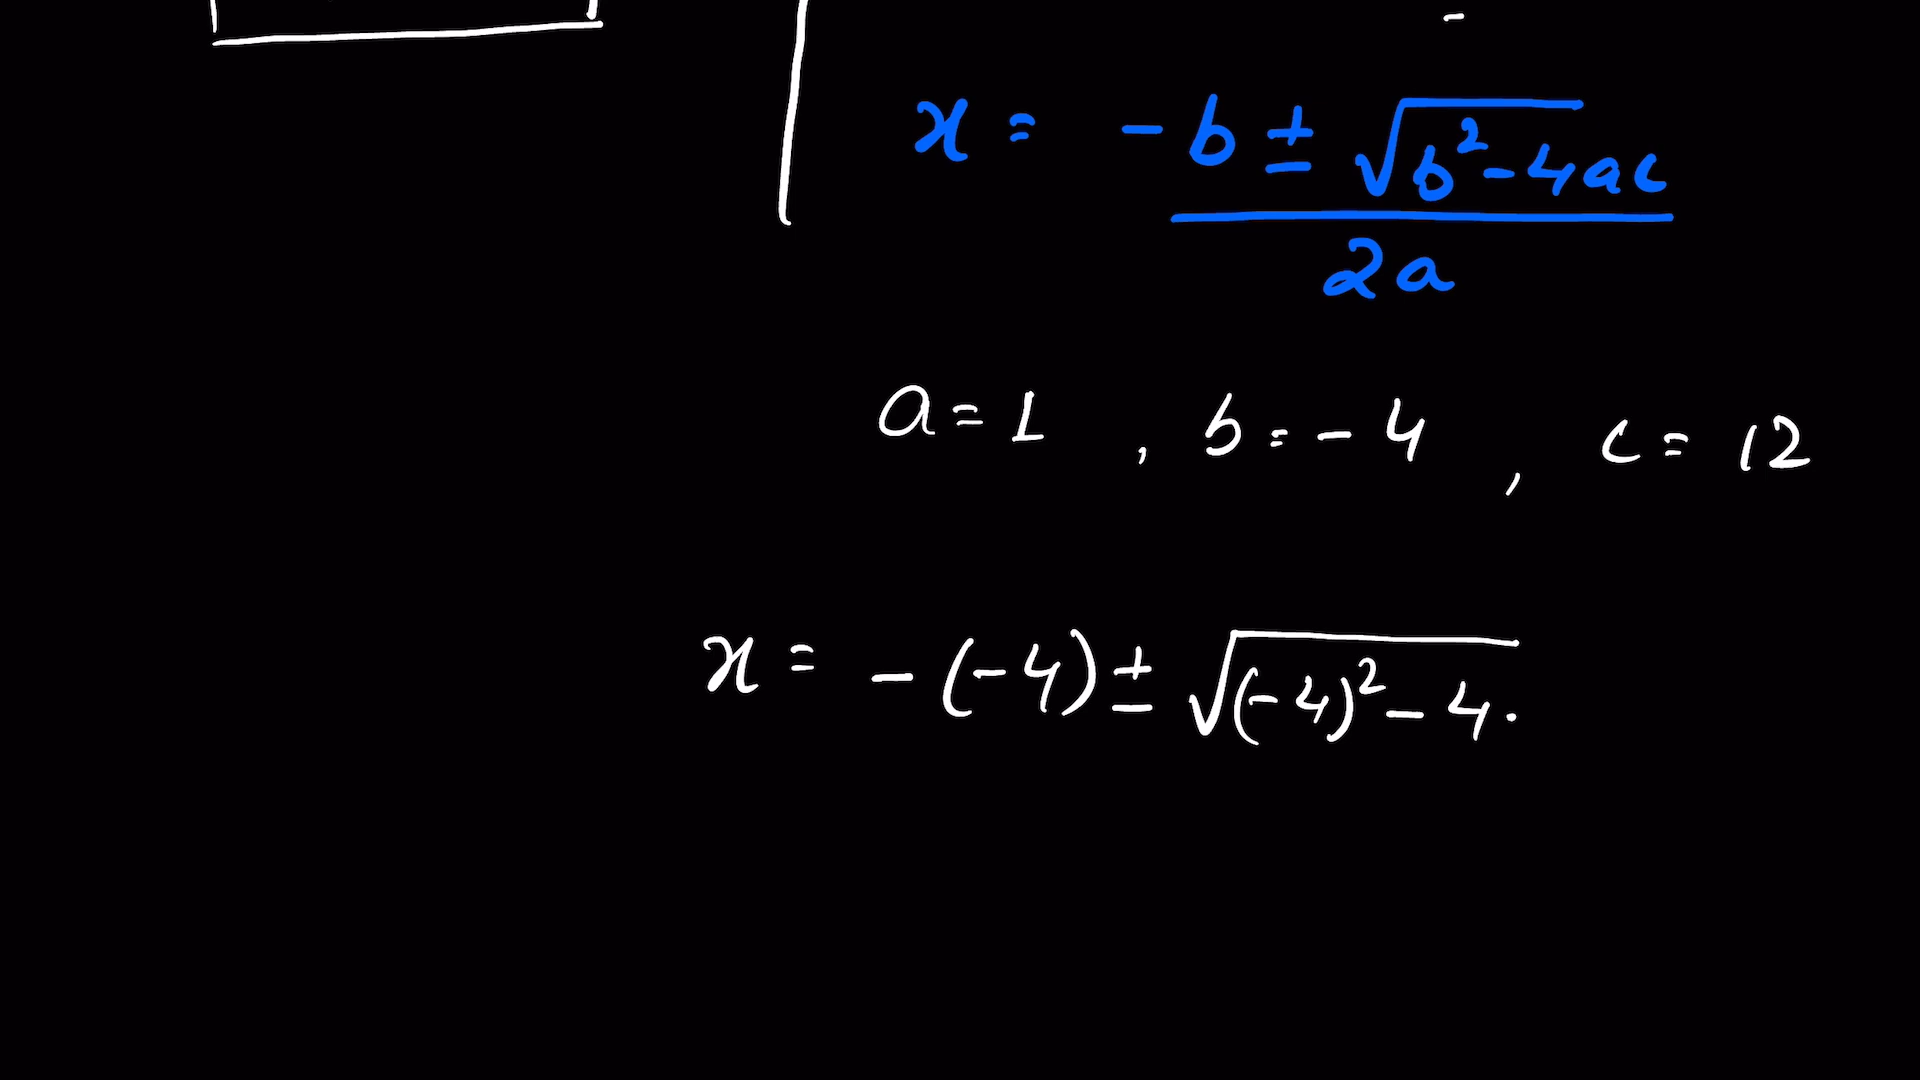 x = -b ± √b²-4ac
2a
a = 1 , b = -4 , c = 12
x = -(-4) ± √(-4)² - 4.